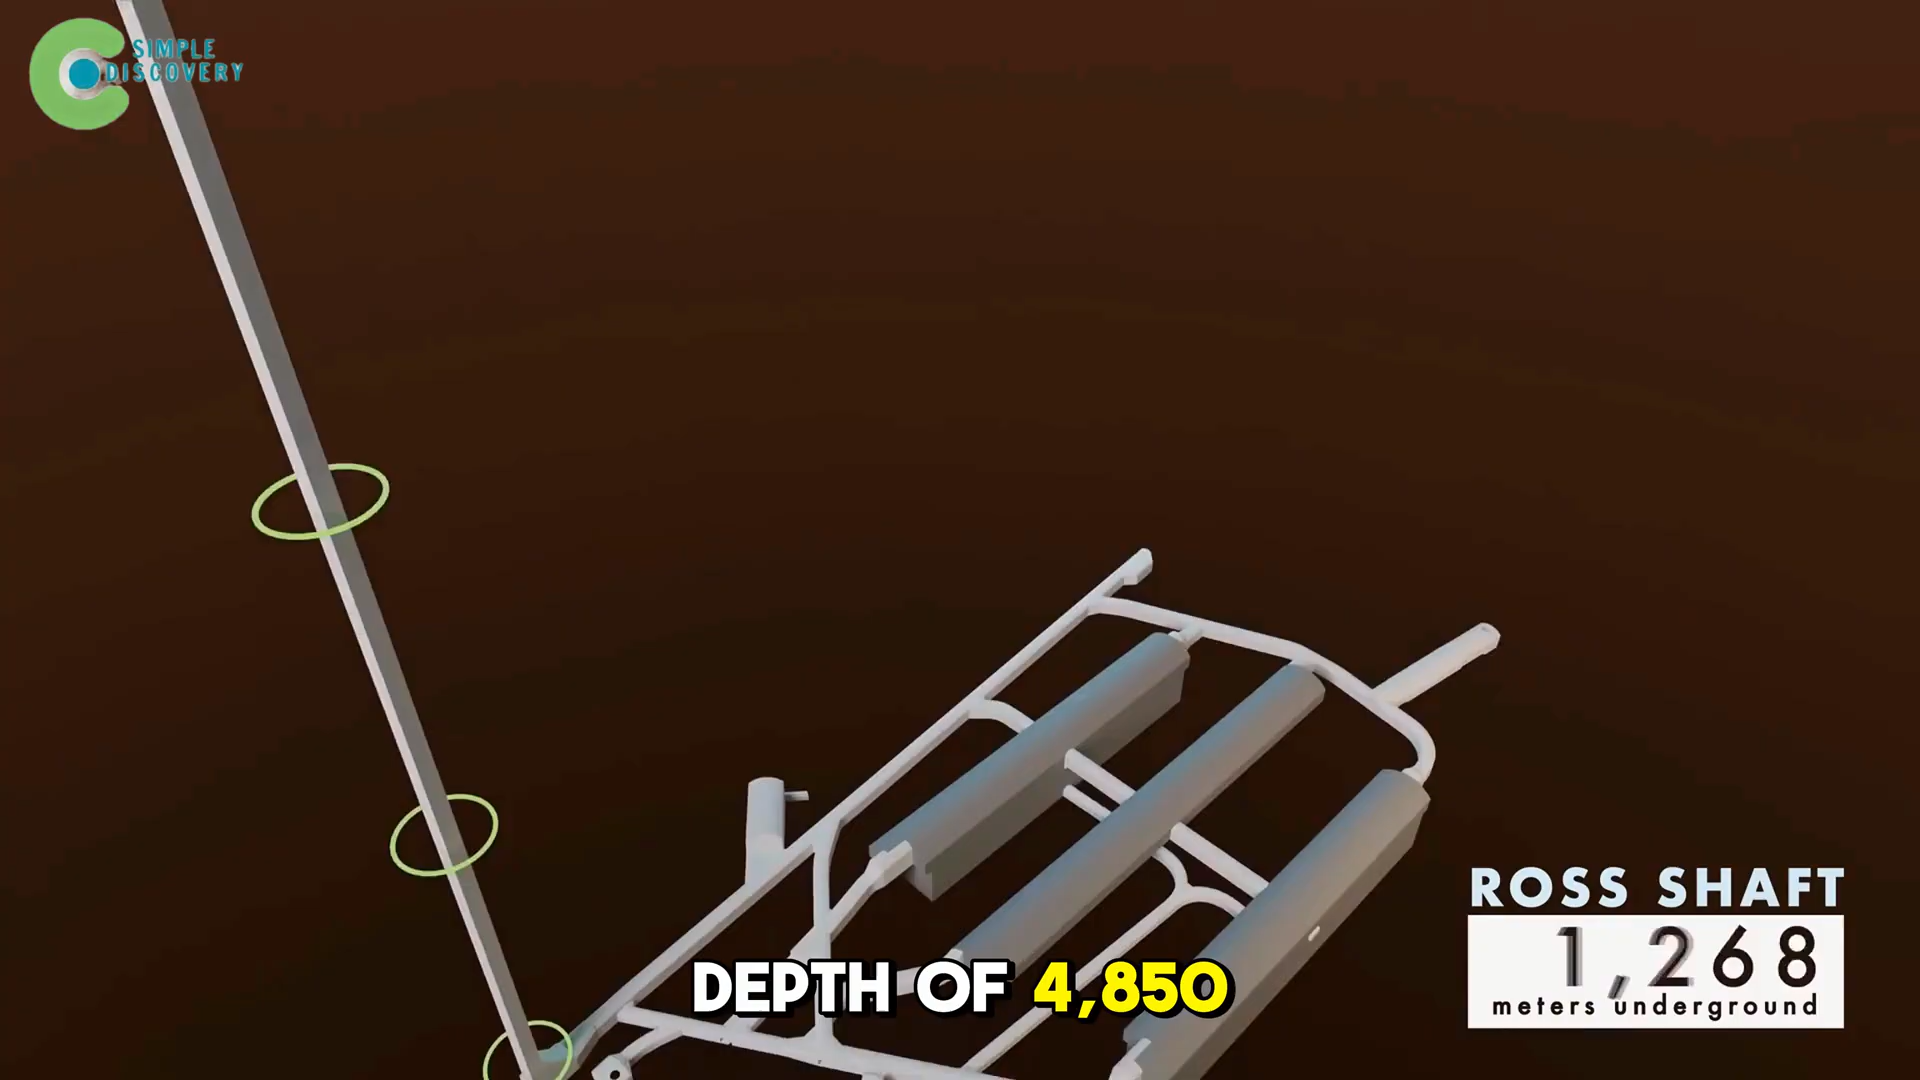 SIMPLE
DISCOVERY
ROSS SHAFT
1,268
meters underground
DEPTH OF 4,850